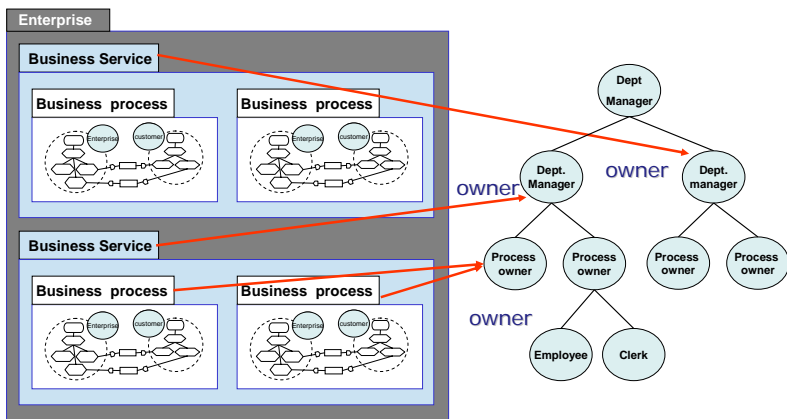 Enterprise
Business Service
Business process
Business process
Enterprise
customer
Enterprise
customer
Business Service
Business process
Business process
Enterprise
customer
Enterprise
customer
Dept
Manager
owner
Dept.
Manager
owner
Dept.
manager
Process
owner
Process
owner
Process
owner
Process
owner
owner
Employee
Clerk